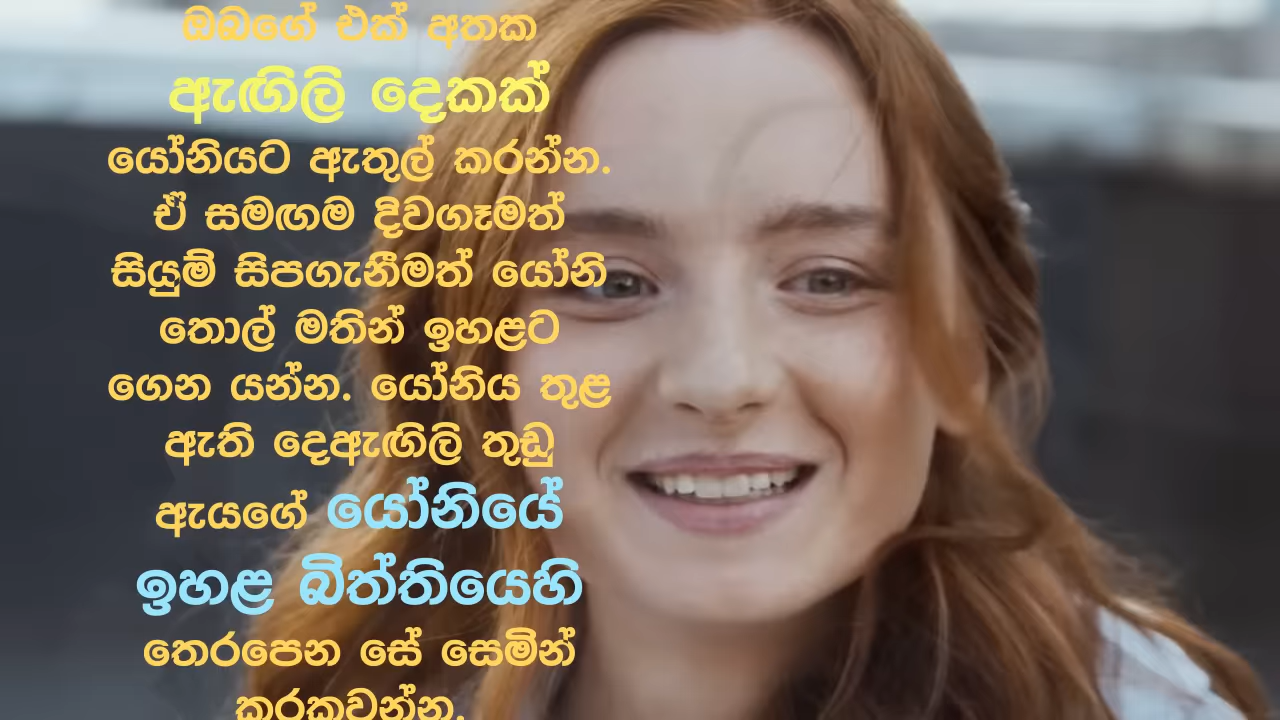 ඔබගේ එක් අතක
ඇඟිලි දෙකක්
යෝනියට ඇතුල් කරන්න.
ඒ සමඟම දිවගෑමත්
සියුම් සිපගැනීමත් යෝනි
තොල් මතින් ඉහළට
ගෙන යන්න. යෝනිය තුළ
ඇති දෙඇඟිලි තුඩු
ඇයගේ යෝනියේ
ඉහළ බිත්තියෙහි
තෙරපෙන සේ සෙමින්
කරකවන්න.